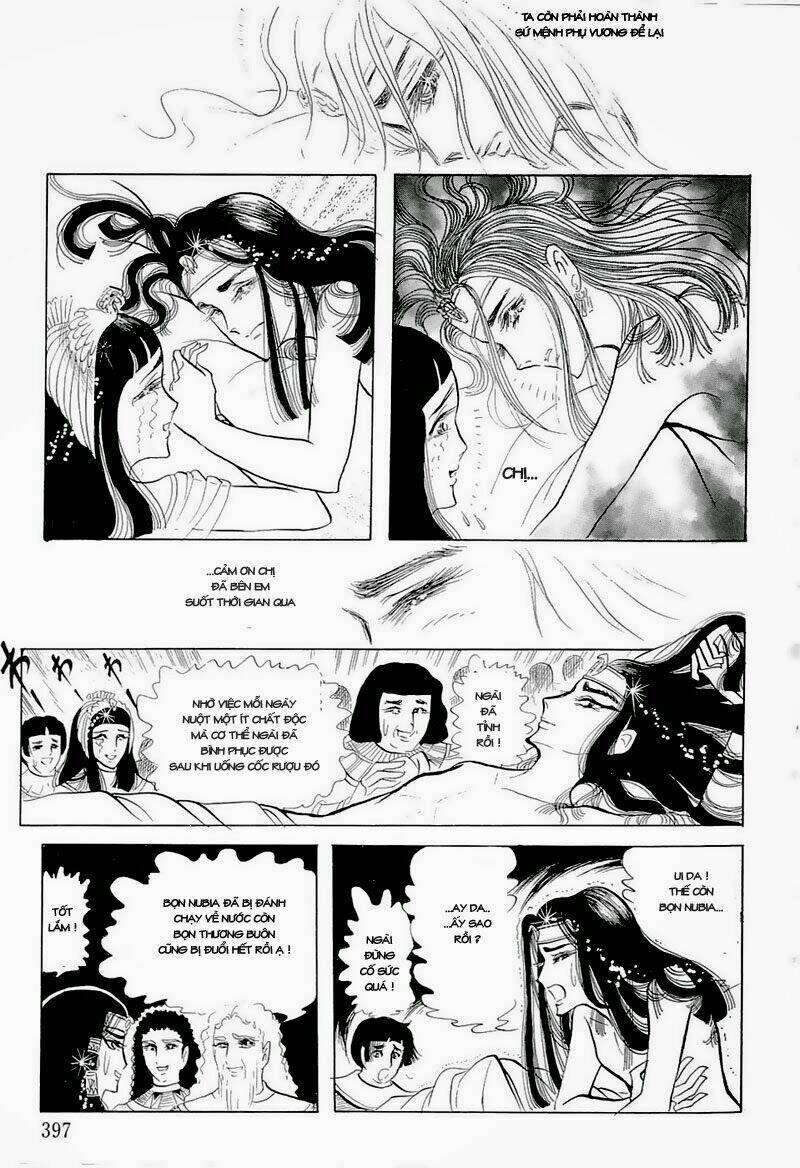 TA CÒN PHẢI HOÀN THÀNH
SỨ MỆNH PHỤ VƯƠNG ĐỂ LẠI
CHỊ...
...CẢM ƠN CHỊ
ĐÃ BÊN EM
SUỐT THỜI GIAN QUA
わ
わ
わ
NGÀI
ĐÃ
TỈNH
RỒI !
NHỜ VIỆC MỖI NGÀY
NUỘT MỘT ÍT CHẤT ĐỘC
MÀ CƠ THỂ NGÀI ĐÃ
BÌNH PHỤC ĐƯỢC
SAU KHI UỐNG CỐC RƯỢU ĐÓ
UI DA !
THẾ CÒN
BỌN NUBIA...
...AY DA..
...ẤY SAO
RỒI ?
NGÀI
ĐỪNG
CỐ SỨC
QUÁ !
BỌN NUBIA ĐÃ BỊ ĐÁNH
CHẠY VỀ NƯỚC CÒN
BỌN THƯƠNG BUÔN
CŨNG BỊ ĐUỔI HẾT RỒI Ạ !
TỐT
LẮM !
397